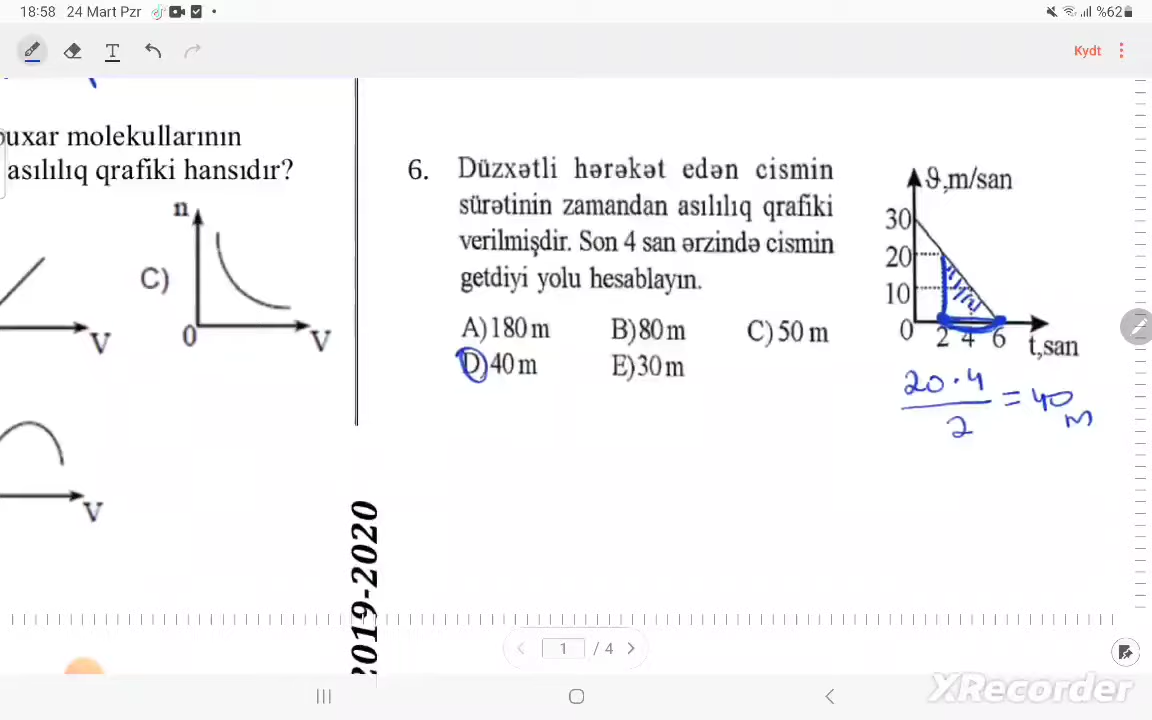 18:58 24 Mart Pzr
%62
T
Kydt
molekullarının
asılılıq qrafiki hansıdır?
n
C)
0
V
V
V
6. Düzxətli hərəkət edən cismin
sürətinin zamandan asılılıq qrafiki
verilmişdir. Son 4 san ərzində cismin
getdiyi yolu hesablayın.
A) 180 m B) 80 m C) 50 m
D) 40 m E) 30 m
ϑ,m/san
30
20
10
0 2 4 6 t,san
20·4/2 = 40 m
2019-2020
1 / 4
XRecorder